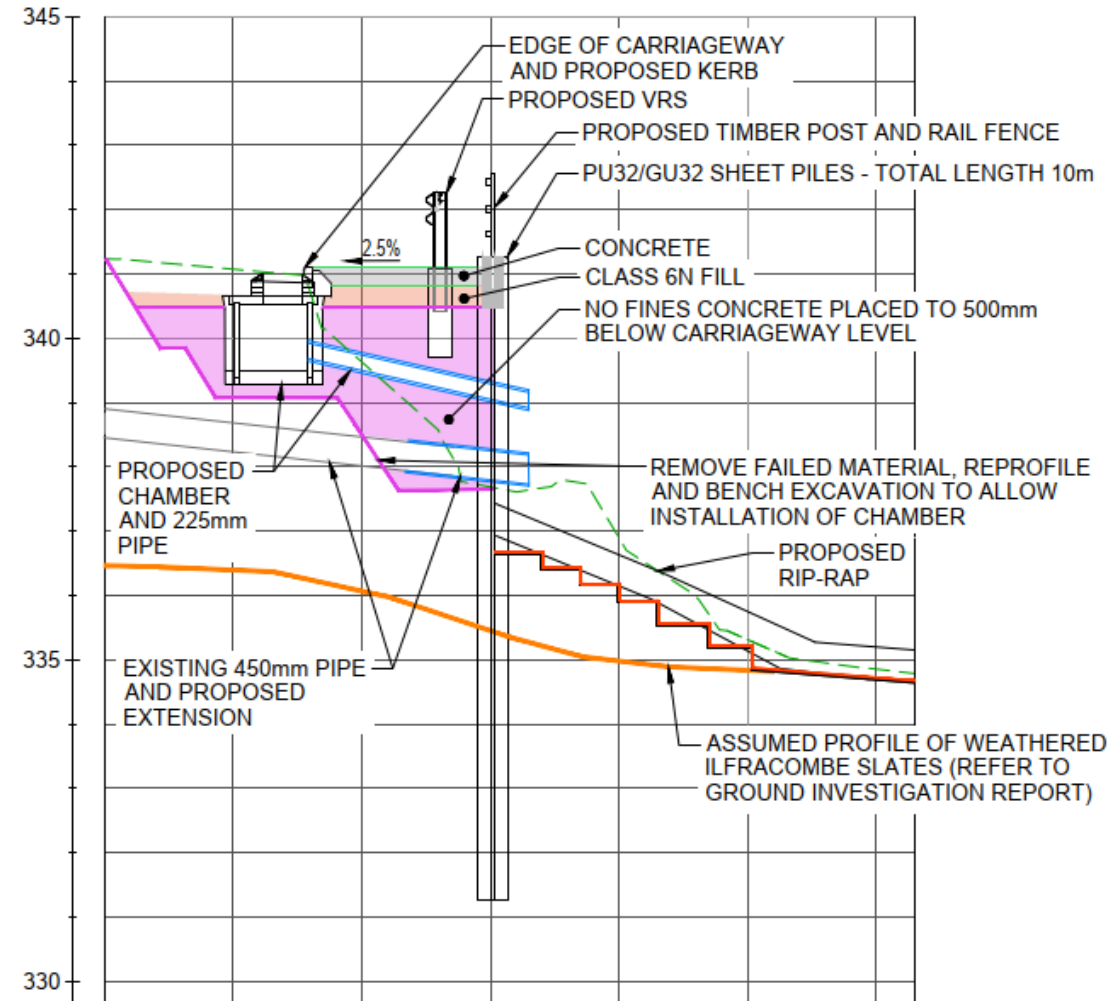 345
EDGE OF CARRIAGEWAY
AND PROPOSED KERB
PROPOSED VRS
PROPOSED TIMBER POST AND RAIL FENCE
PU32/GU32 SHEET PILES - TOTAL LENGTH 10m
2.5%
CONCRETE
CLASS 6N FILL
NO FINES CONCRETE PLACED TO 500mm
BELOW CARRIAGEWAY LEVEL
340
PROPOSED
CHAMBER
AND 225mm
PIPE
REMOVE FAILED MATERIAL, REPROFILE
AND BENCH EXCAVATION TO ALLOW
INSTALLATION OF CHAMBER
PROPOSED
RIP-RAP
335
EXISTING 450mm PIPE
AND PROPOSED
EXTENSION
ASSUMED PROFILE OF WEATHERED
ILFRACOMBE SLATES (REFER TO
GROUND INVESTIGATION REPORT)
330